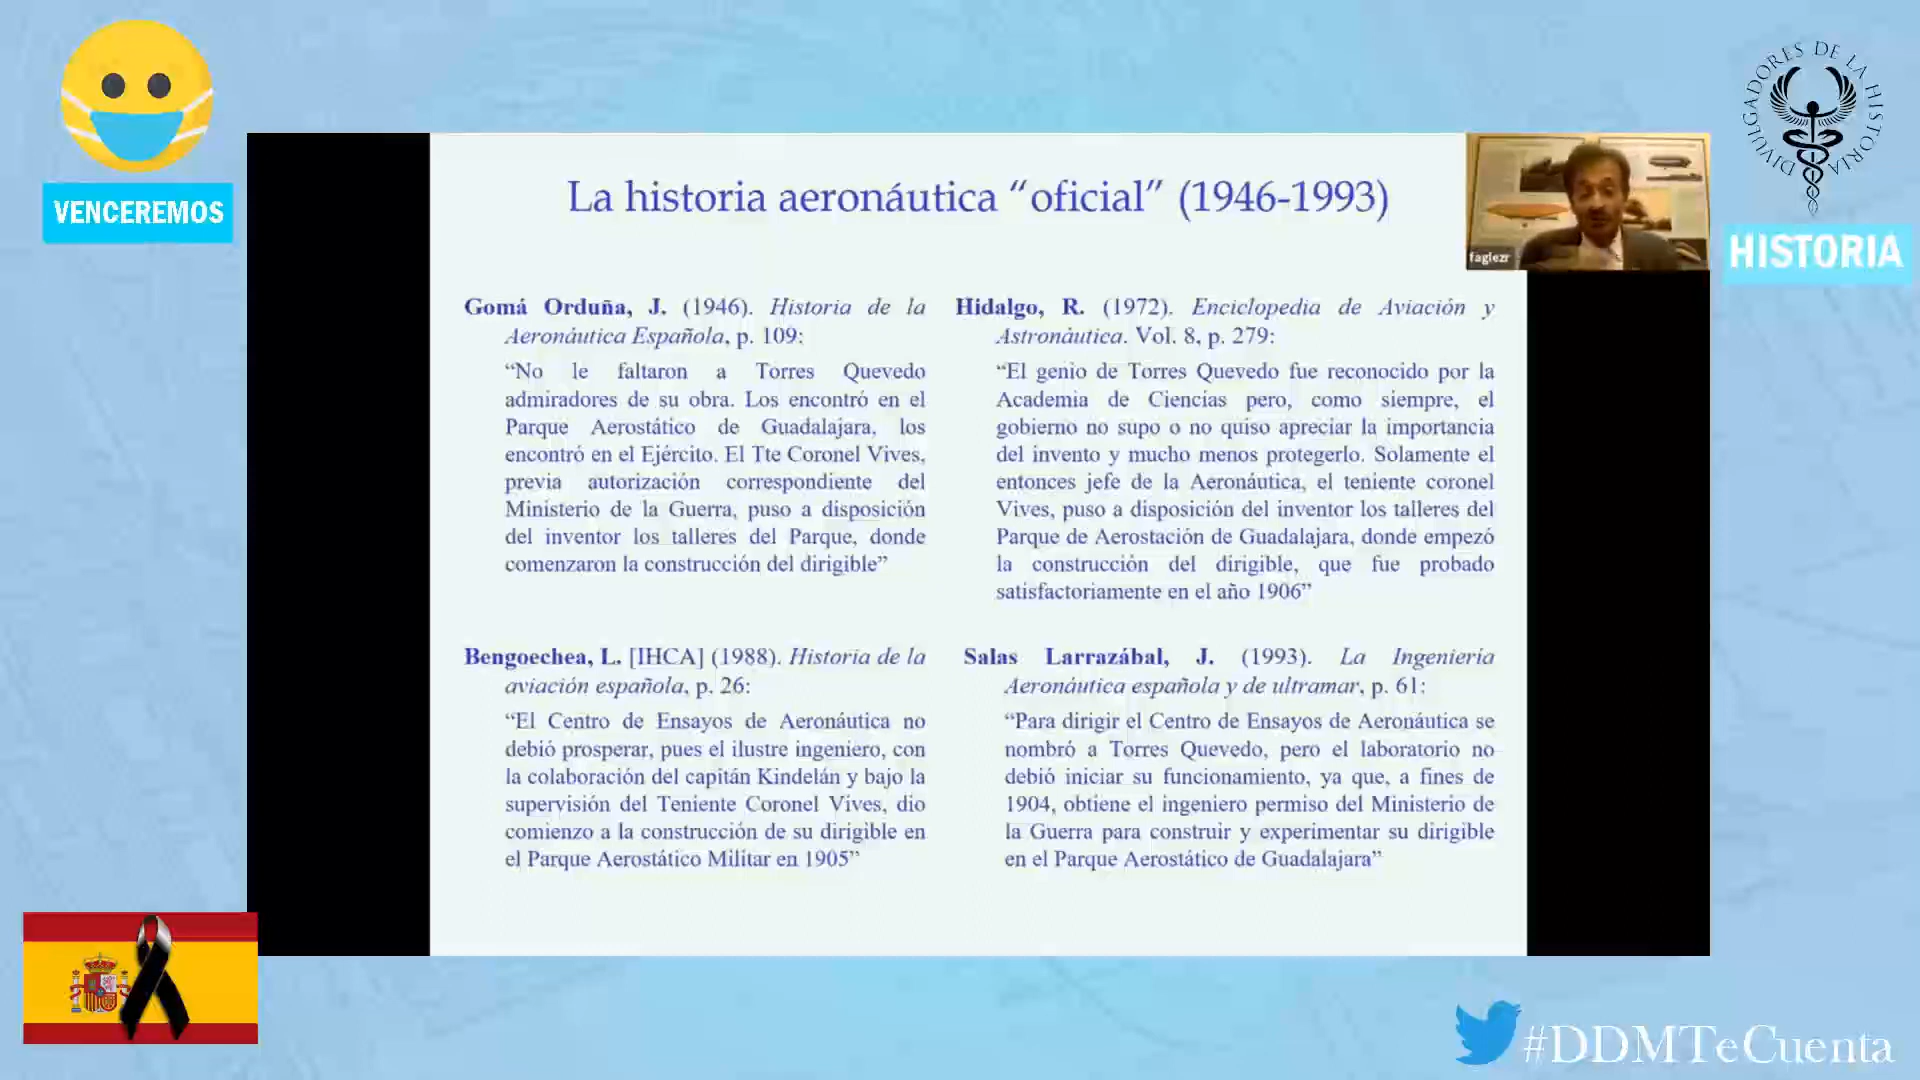 VENCEREMOS
DIVULGADORES DE LA HISTORIA
HISTORIA
faglezr
La historia aeronáutica “oficial” (1946-1993)
Gomá Orduña, J. (1946). Historia de la
Aeronáutica Española, p. 109:
“No le faltaron a Torres Quevedo
admiradores de su obra. Los encontró en el
Parque Aerostático de Guadalajara, los
encontró en el Ejército. El Tte Coronel Vives,
previa autorización correspondiente del
Ministerio de la Guerra, puso a disposición
del inventor los talleres del Parque, donde
comenzaron la construcción del dirigible”
Hidalgo, R. (1972). Enciclopedia de Aviación y
Astronáutica. Vol. 8, p. 279:
“El genio de Torres Quevedo fue reconocido por la
Academia de Ciencias pero, como siempre, el
gobierno no supo o no quiso apreciar la importancia
del invento y mucho menos protegerlo. Solamente el
entonces jefe de la Aeronáutica, el teniente coronel
Vives, puso a disposición del inventor los talleres del
Parque de Aerostación de Guadalajara, donde empezó
la construcción del dirigible, que fue probado
satisfactoriamente en el año 1906”
Bengoechea, L. [IHCA] (1988). Historia de la
aviación española, p. 26:
“El Centro de Ensayos de Aeronáutica no
debió prosperar, pues el ilustre ingeniero, con
la colaboración del capitán Kindelán y bajo la
supervisión del Teniente Coronel Vives, dio
comienzo a la construcción de su dirigible en
el Parque Aerostático Militar en 1905”
Salas Larrazábal, J. (1993). La Ingeniería
Aeronáutica española y de ultramar, p. 61:
“Para dirigir el Centro de Ensayos de Aeronáutica se
nombró a Torres Quevedo, pero el laboratorio no
debió iniciar su funcionamiento, ya que, a fines de
1904, obtiene el ingeniero permiso del Ministerio de
la Guerra para construir y experimentar su dirigible
en el Parque Aerostático de Guadalajara”
#DDMTeCuenta